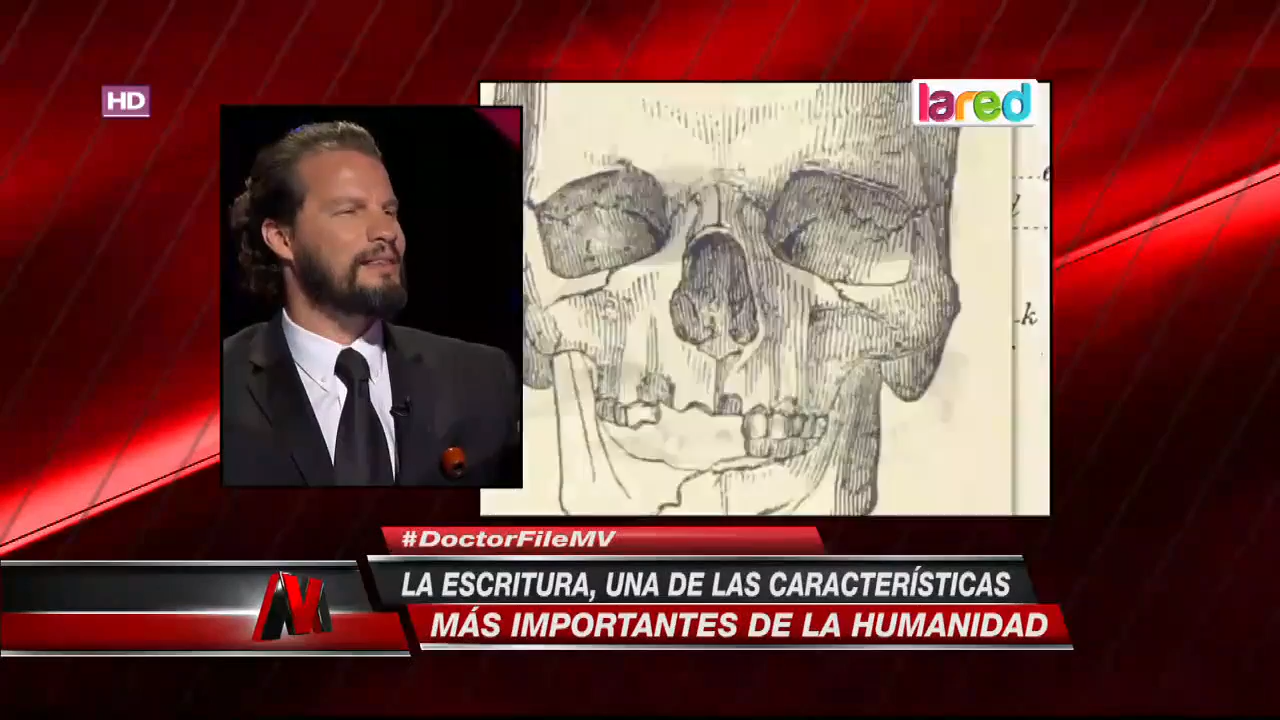 HD
lared
l
k
#DoctorFileMV
LA ESCRITURA, UNA DE LAS CARACTERÍSTICAS
MÁS IMPORTANTES DE LA HUMANIDAD